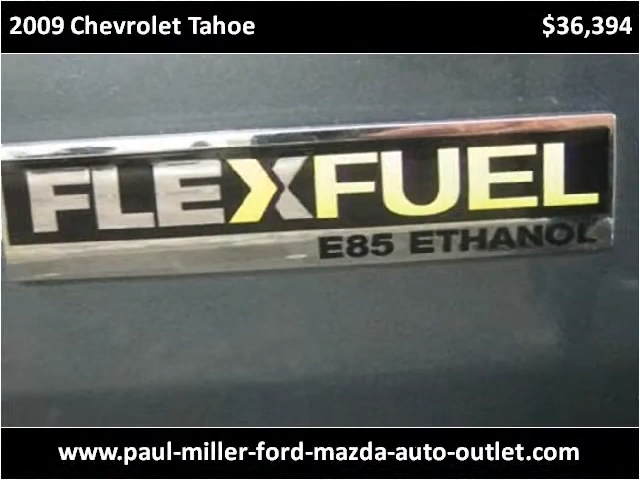 2009 Chevrolet Tahoe $36,394
FLEXFUEL
E85 ETHANOL
www.paul-miller-ford-mazda-auto-outlet.com